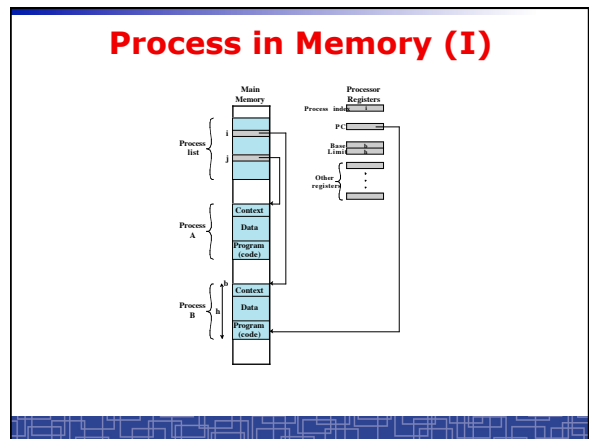 Process in Memory (I)
Main
Memory
Processor
Registers
Process index
i
PC
Base
b
Limit
h
Other
registers
i
j
Process
list
Process
A
Context
Data
Program
(code)
b
Process
B
h
Context
Data
Program
(code)